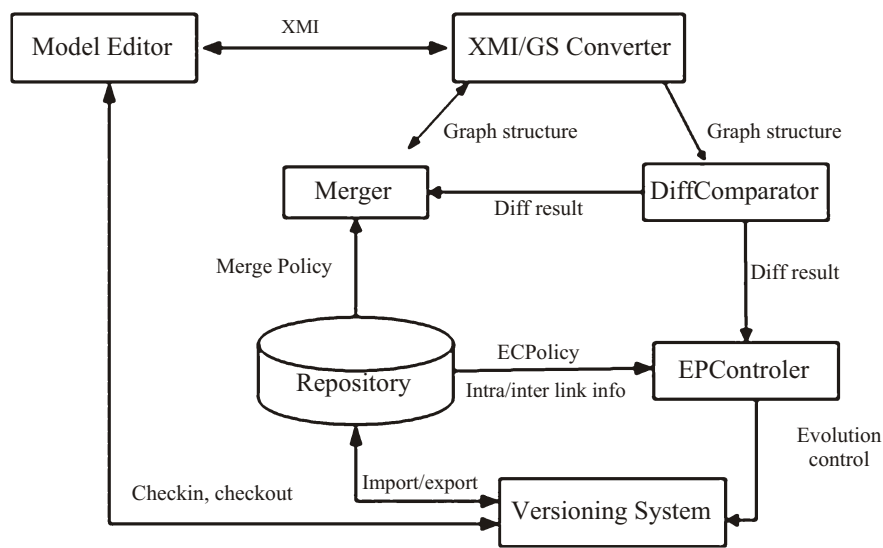 XMI
Model Editor
XMI/GS Converter
Graph structure
Graph structure
Merger
DiffComparator
Diff result
Merge Policy
Diff result
ECPolicy
Repository
EPControler
Intra/inter link info
Evolution
control
Import/export
Checkin, checkout
Versioning System